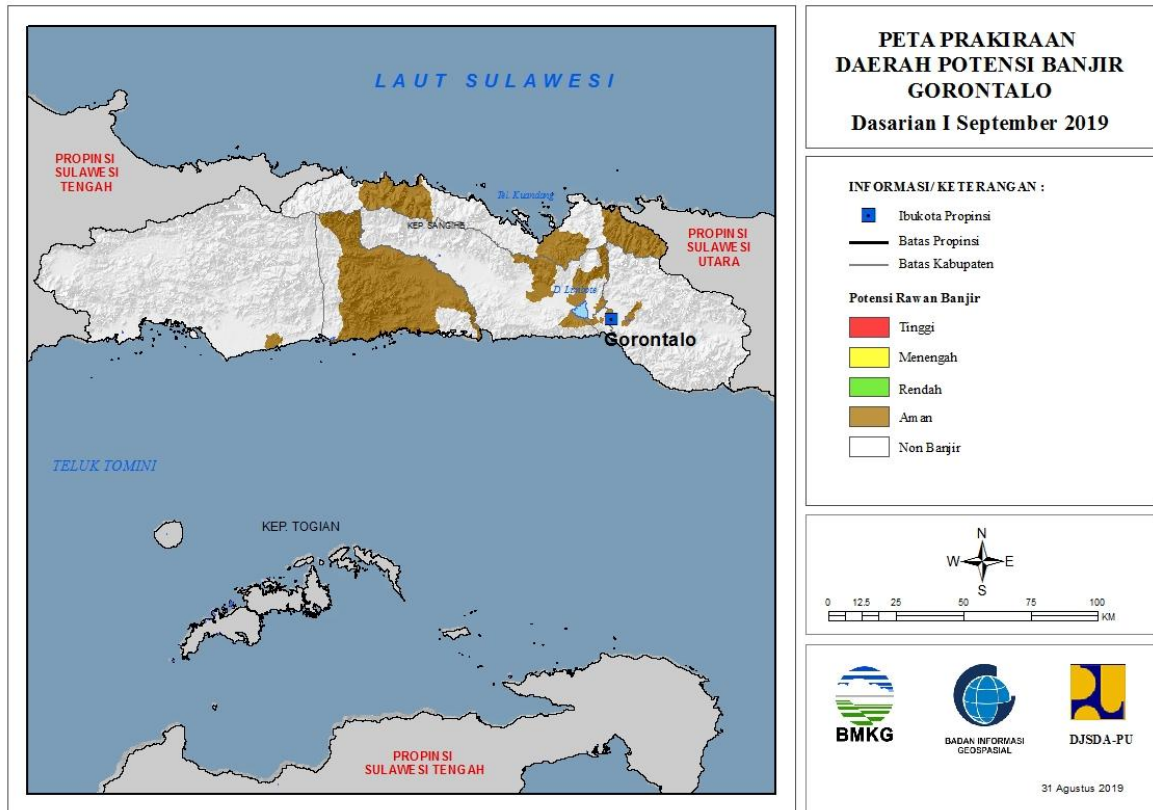 LAUT SULAWESI
PROPINSI
SULAWESI
TENGAH
Tel. Kuandang
KEP. SANGIHE
PROPINSI
SULAWESI
UTARA
D. Limboto
Gorontalo
TELUK TOMINI
KEP. TOGIAN
PROPINSI
SULAWESI TENGAH
PETA PRAKIRAAN
DAERAH POTENSI BANJIR
GORONTALO
Dasarian I September 2019
INFORMASI/ KETERANGAN :
Ibukota Propinsi
Batas Propinsi
Batas Kabupaten
Potensi Rawan Banjir
Tinggi
Menengah
Rendah
Aman
Non Banjir
N
W E
S
0 12.5 25 50 75 100
KM
BMKG
BADAN INFORMASI
GEOSPASIAL
DJSDA-PU
31 Agustus 2019